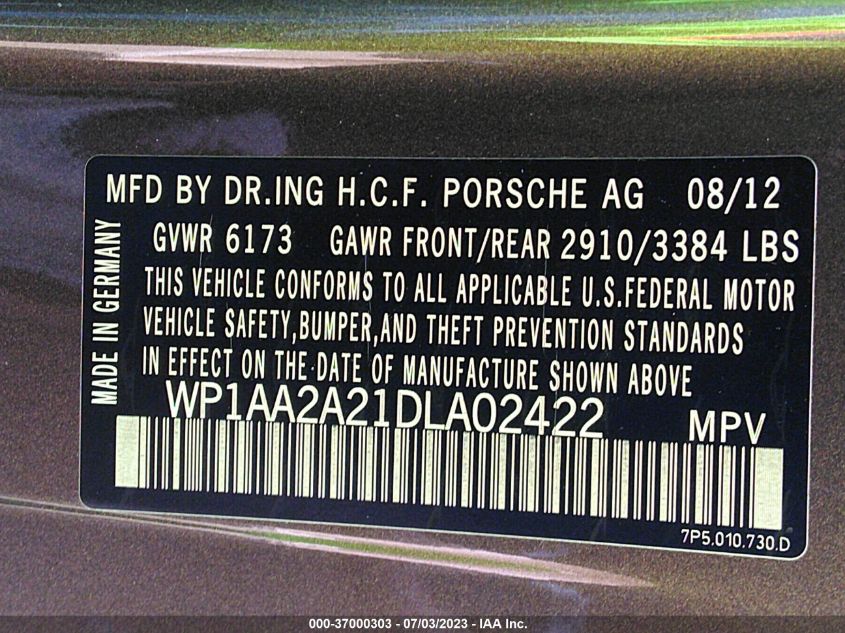 MFD BY DR.ING H.C.F. PORSCHE AG 08/12
GVWR 6173 GAWR FRONT/REAR 2910/3384 LBS
THIS VEHICLE CONFORMS TO ALL APPLICABLE U.S.FEDERAL MOTOR
VEHICLE SAFETY,BUMPER,AND THEFT PREVENTION STANDARDS
IN EFFECT ON THE DATE OF MANUFACTURE SHOWN ABOVE
MADE IN GERMANY
WP1AA2A21DLA02422 MPV
7P5.010.730.D
000-37000303 - 07/03/2023 - IAA Inc.